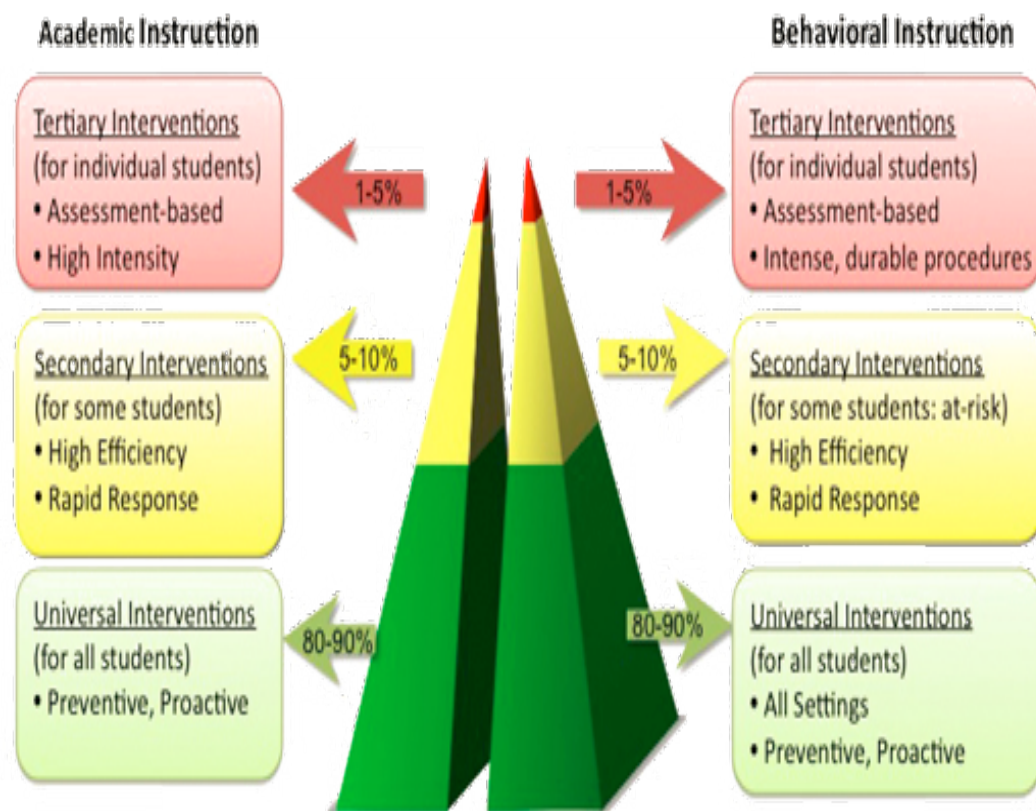 Academic Instruction
Tertiary Interventions
(for individual students)
• Assessment-based
• High Intensity
1-5%
Secondary Interventions
(for some students)
• High Efficiency
• Rapid Response
5-10%
Universal Interventions
(for all students)
• Preventive, Proactive
80-90%
Behavioral Instruction
1-5%
Tertiary Interventions
(for individual students)
• Assessment-based
• Intense, durable procedures
5-10%
Secondary Interventions
(for some students: at-risk)
• High Efficiency
• Rapid Response
80-90%
Universal Interventions
(for all students)
• All Settings
• Preventive, Proactive